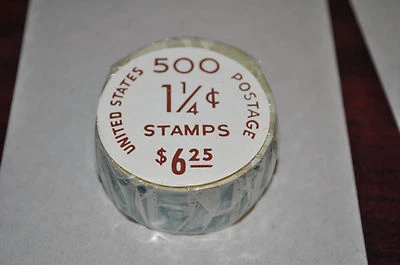 UNITED STATES
500
POSTAGE
1¼¢
STAMPS
$6.25